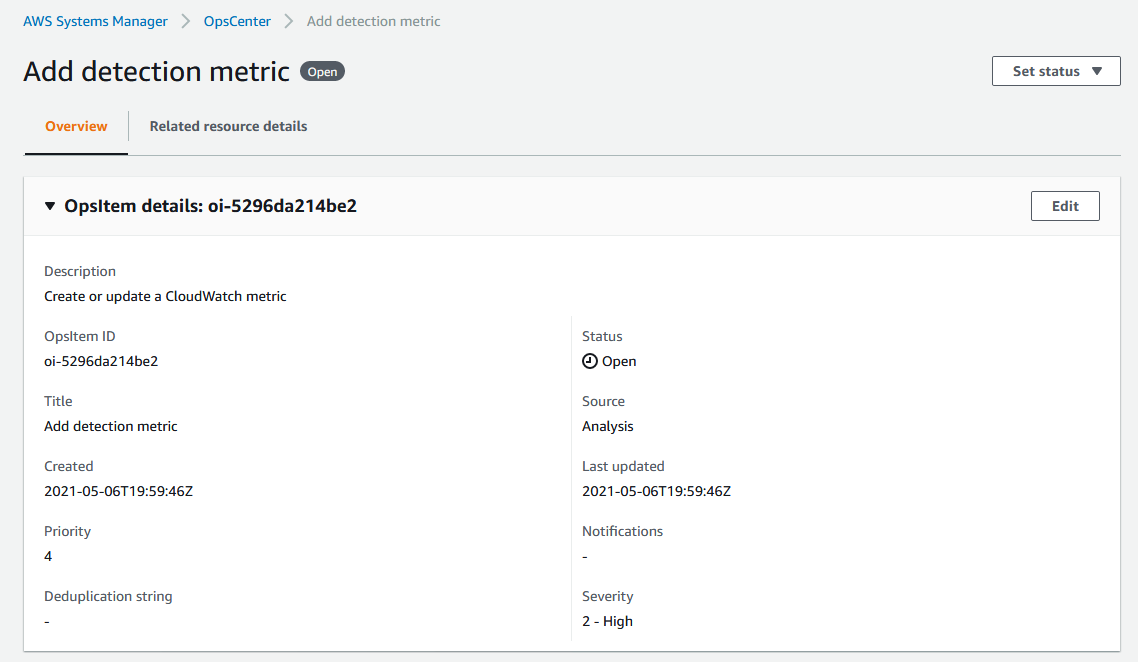 AWS Systems Manager > OpsCenter > Add detection metric
Add detection metric Open
Set status
Overview
Related resource details
OpsItem details: oi-5296da214be2
Edit
Description
Create or update a CloudWatch metric
OpsItem ID
oi-5296da214be2
Status
Open
Title
Add detection metric
Source
Analysis
Created
2021-05-06T19:59:46Z
Last updated
2021-05-06T19:59:46Z
Priority
4
Notifications
-
Deduplication string
-
Severity
2 - High